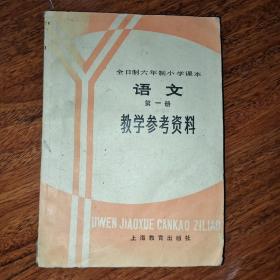 全日制六年制小学课本
语文
第一册
教学参考资料
YUWEN JIAOXUE CANKAO ZILIAO
上海教育出版社